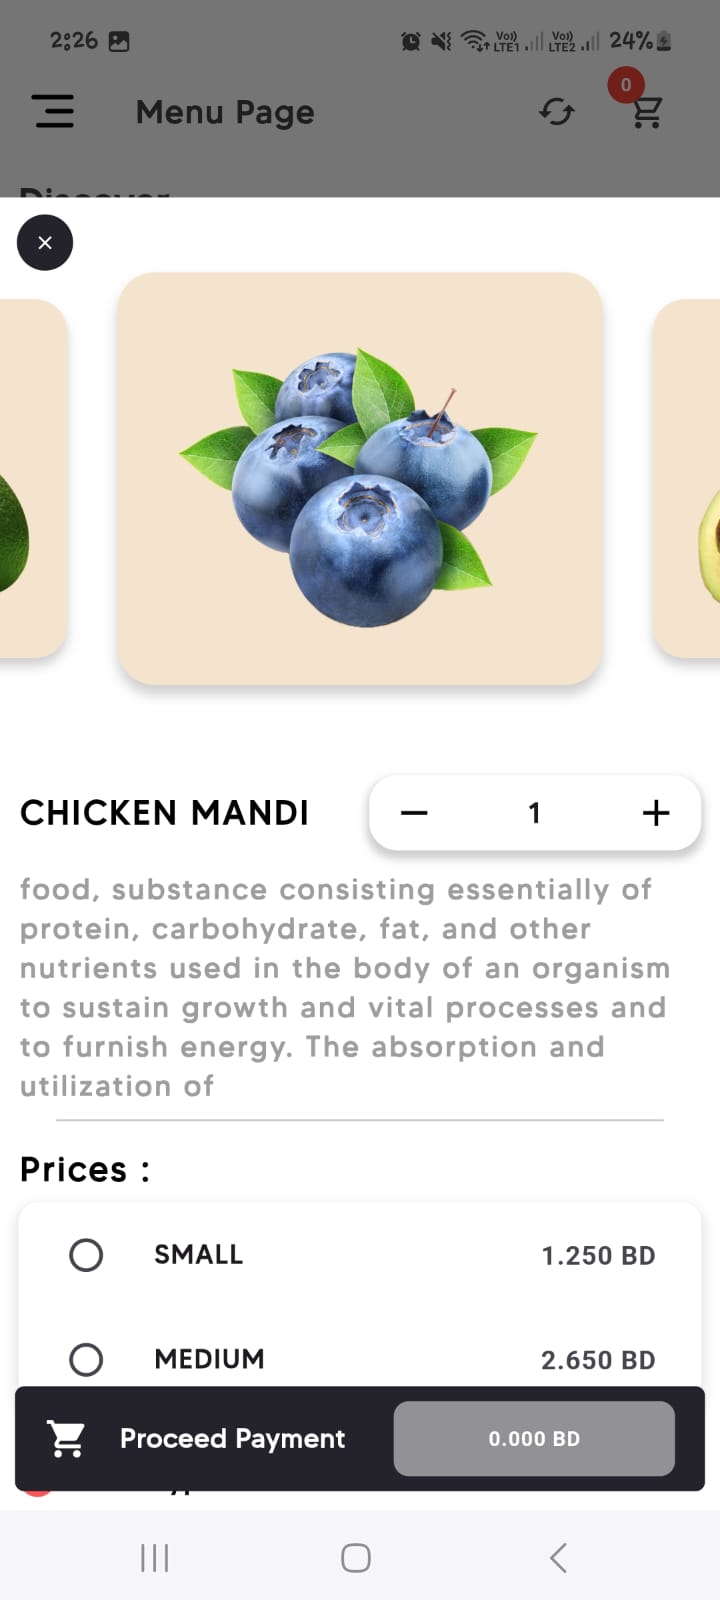 2:26
Vo) LTE1 Vo) LTE2 24%
0
Menu Page
Discover
CHICKEN MANDI
1
food, substance consisting essentially of
protein, carbohydrate, fat, and other
nutrients used in the body of an organism
to sustain growth and vital processes and
to furnish energy. The absorption and
utilization of
Prices :
SMALL 1.250 BD
MEDIUM 2.650 BD
Proceed Payment 0.000 BD